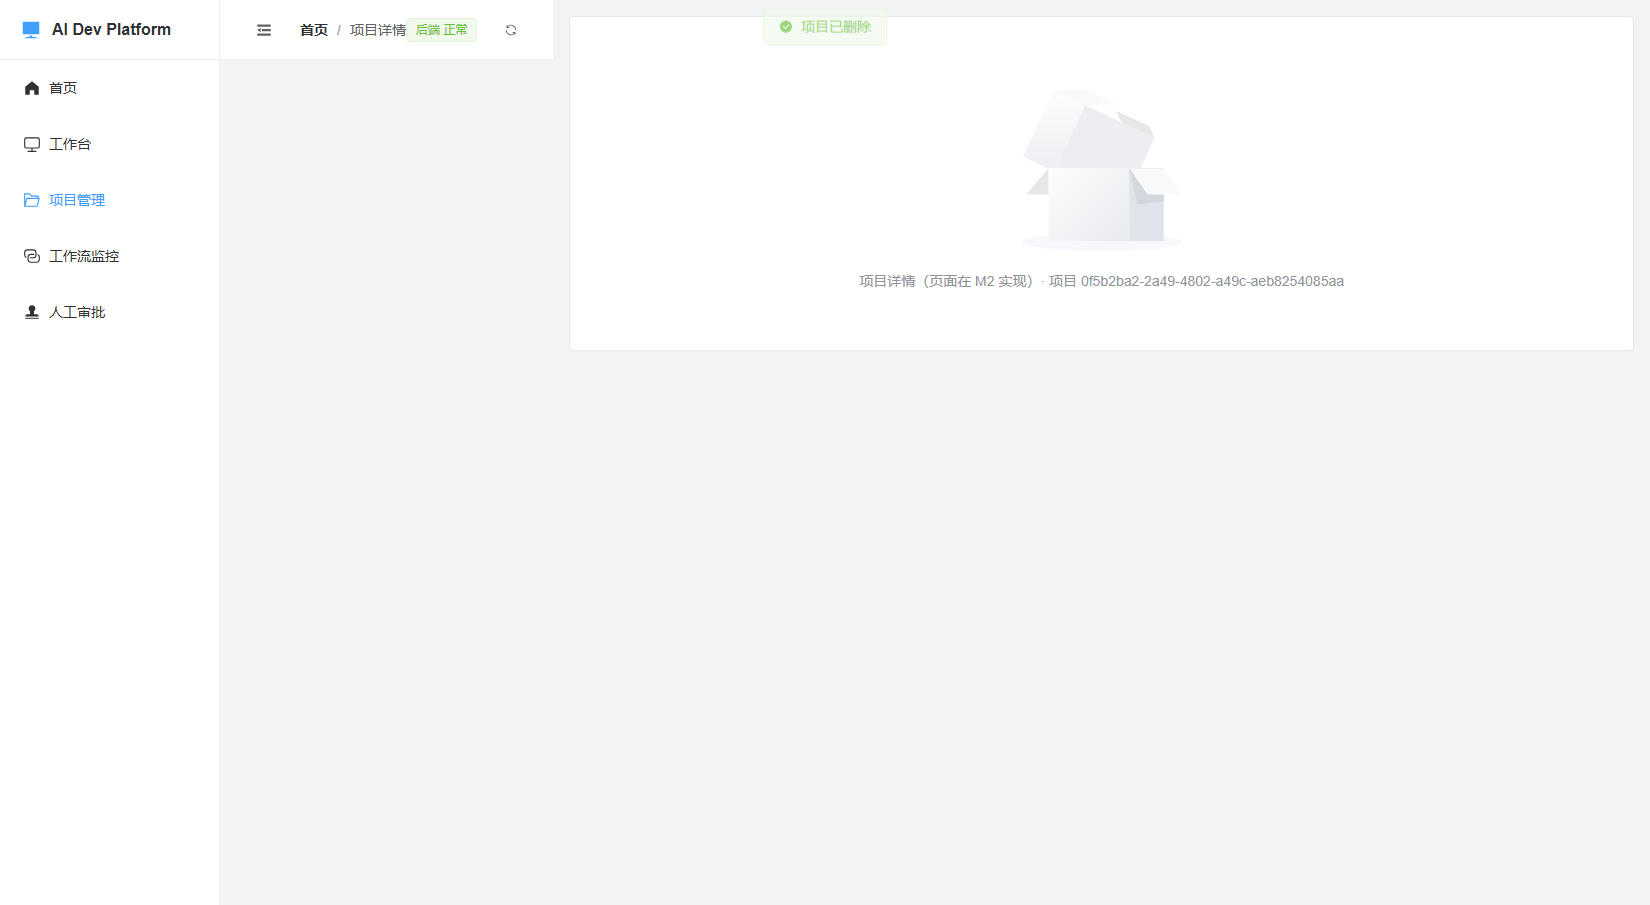 AI Dev Platform
首页 / 项目详情 后端 正常
项目已删除
首页
工作台
项目管理
工作流监控
人工审批
项目详情（页面在 M2 实现）· 项目 0f5b2ba2-2a49-4802-a49c-aeb8254085aa